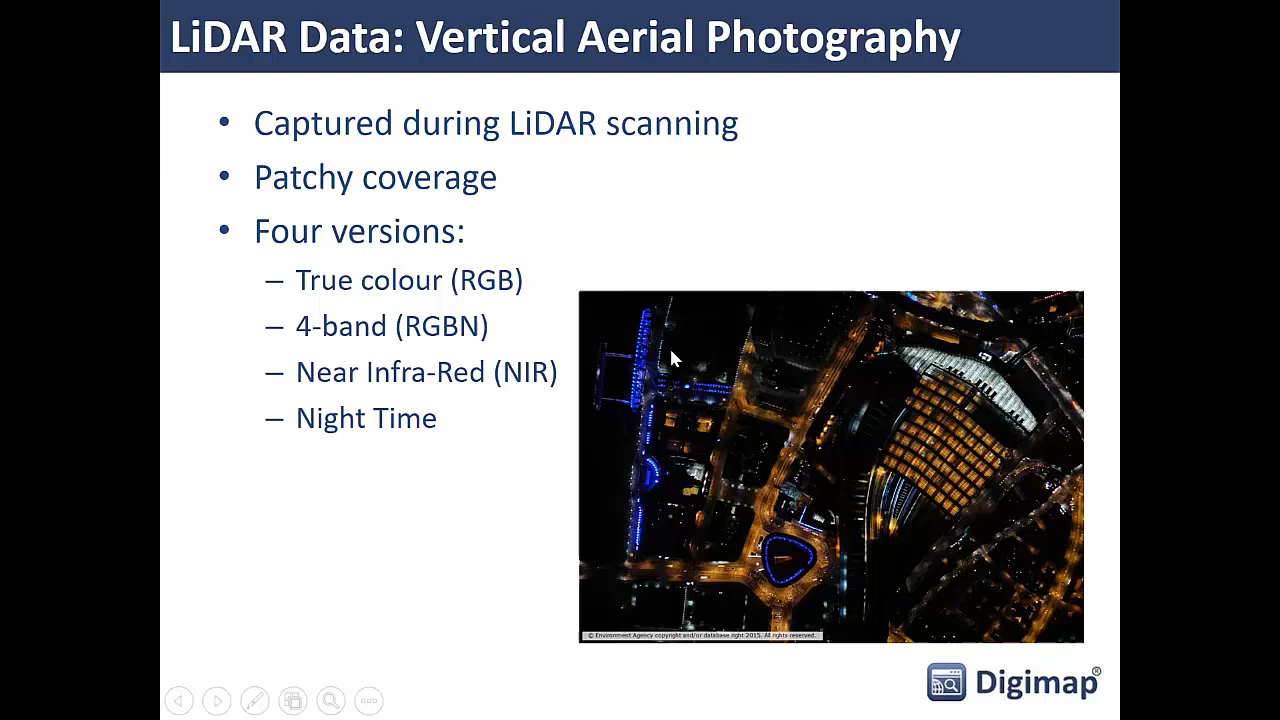 LiDAR Data: Vertical Aerial Photography
• Captured during LiDAR scanning
• Patchy coverage
• Four versions:
– True colour (RGB)
– 4-band (RGBN)
– Near Infra-Red (NIR)
– Night Time
© Environment Agency copyright and/or database right 2015. All rights reserved.
Digimap®